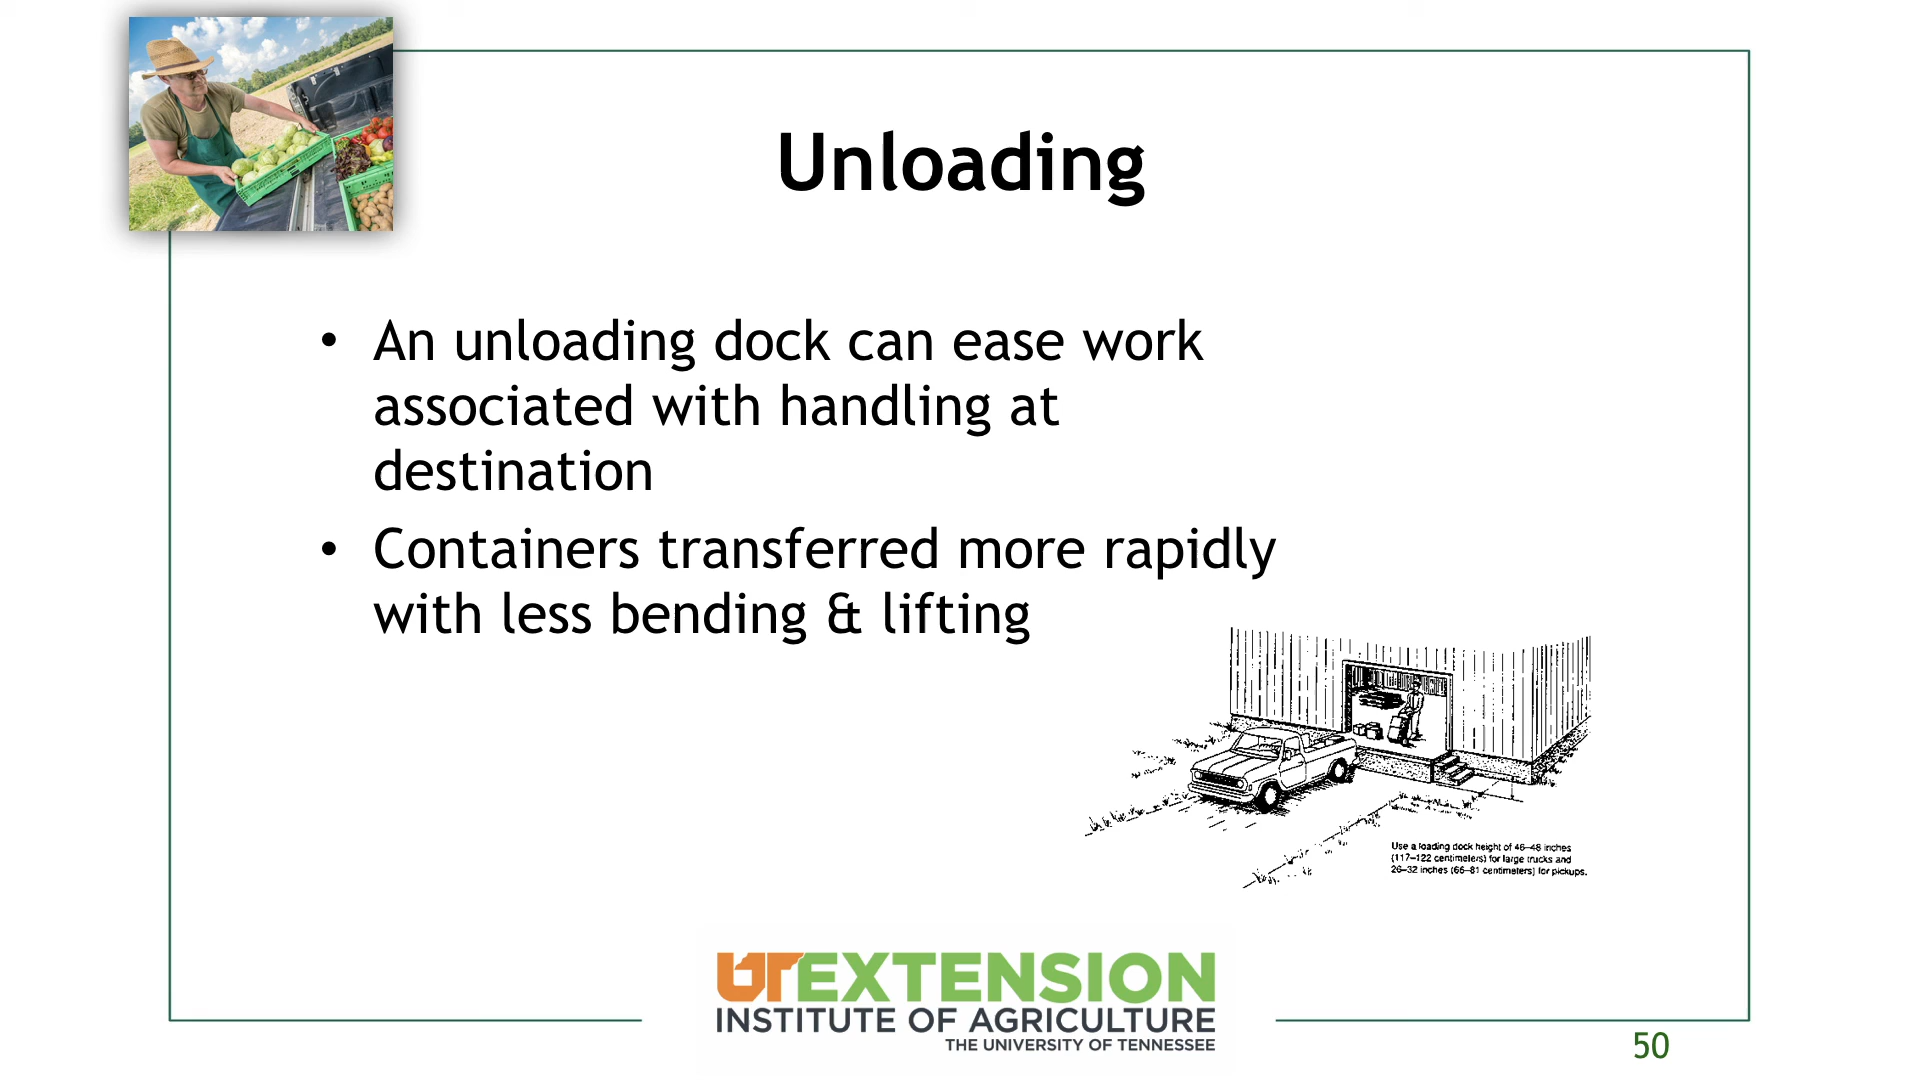 Unloading
• An unloading dock can ease work
associated with handling at
destination
• Containers transferred more rapidly
with less bending & lifting
Use a loading dock height of 46–48 inches
(117–122 centimeters) for large trucks and
26–32 inches (66–81 centimeters) for pickups.
UT EXTENSION
INSTITUTE OF AGRICULTURE
THE UNIVERSITY OF TENNESSEE
50